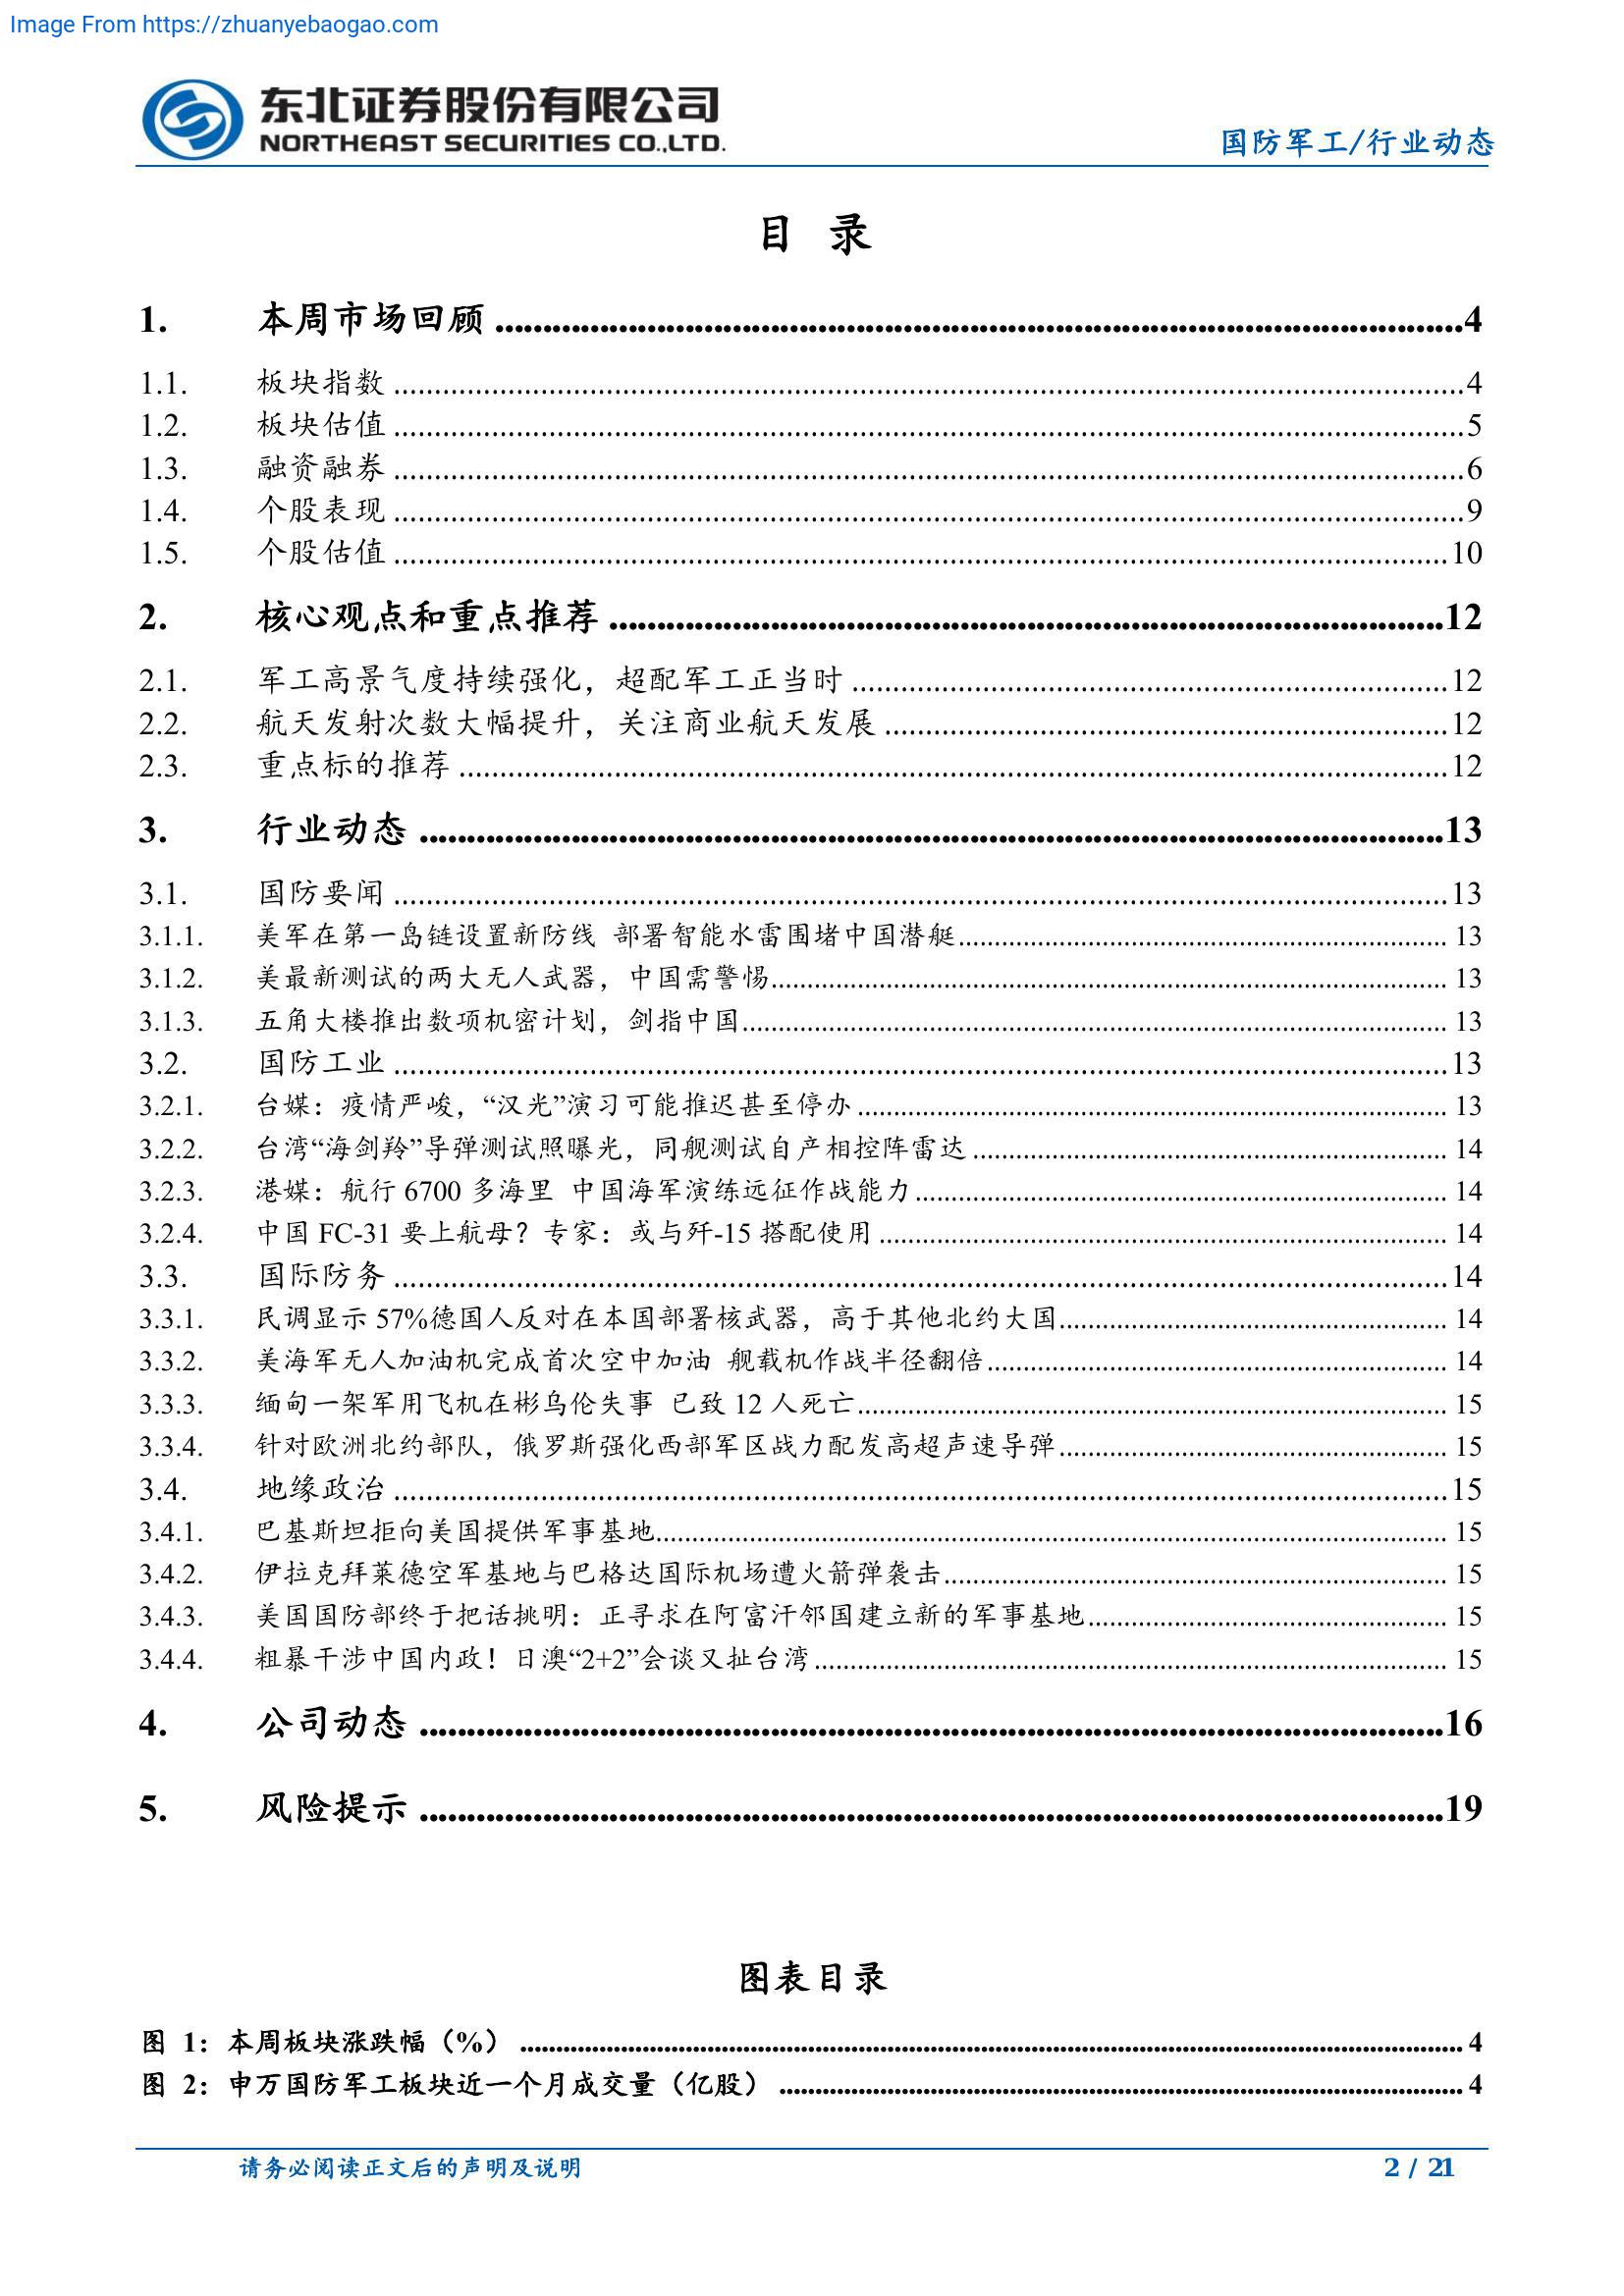 Image From https://zhuanyebaogao.com
东北证券股份有限公司
NORTHEAST SECURITIES CO.,LTD.
国防军工/行业动态
目 录
1. 本周市场回顾 ........ 4
1.1. 板块指数 ........ 4
1.2. 板块估值 ........ 5
1.3. 融资融券 ........ 6
1.4. 个股表现 ........ 9
1.5. 个股估值 ........ 10
2. 核心观点和重点推荐 ........ 12
2.1. 军工高景气度持续强化，超配军工正当时 ........ 12
2.2. 航天发射次数大幅提升，关注商业航天发展 ........ 12
2.3. 重点标的推荐 ........ 12
3. 行业动态 ........ 13
3.1. 国防要闻 ........ 13
3.1.1. 美军在第一岛链设置新防线 部署智能水雷围堵中国潜艇 ........ 13
3.1.2. 美最新测试的两大无人武器，中国需警惕 ........ 13
3.1.3. 五角大楼推出数项机密计划，剑指中国 ........ 13
3.2. 国防工业 ........ 13
3.2.1. 台媒：疫情严峻，“汉光”演习可能推迟甚至停办 ........ 13
3.2.2. 台湾“海剑羚”导弹测试照曝光，同舰测试自产相控阵雷达 ........ 14
3.2.3. 港媒：航行 6700 多海里 中国海军演练远征作战能力 ........ 14
3.2.4. 中国 FC-31 要上航母？专家：或与歼-15 搭配使用 ........ 14
3.3. 国际防务 ........ 14
3.3.1. 民调显示 57%德国人反对在本国部署核武器，高于其他北约大国 ........ 14
3.3.2. 美海军无人加油机完成首次空中加油 舰载机作战半径翻倍 ........ 14
3.3.3. 缅甸一架军用飞机在彬乌伦失事 已致 12 人死亡 ........ 15
3.3.4. 针对欧洲北约部队，俄罗斯强化西部军区战力配发高超声速导弹 ........ 15
3.4. 地缘政治 ........ 15
3.4.1. 巴基斯坦拒向美国提供军事基地 ........ 15
3.4.2. 伊拉克拜莱德空军基地与巴格达国际机场遭火箭弹袭击 ........ 15
3.4.3. 美国国防部终于把话挑明：正寻求在阿富汗邻国建立新的军事基地 ........ 15
3.4.4. 粗暴干涉中国内政！日澳“2+2”会谈又扯台湾 ........ 15
4. 公司动态 ........ 16
5. 风险提示 ........ 19
图表目录
图 1：本周板块涨跌幅（%） ........ 4
图 2：申万国防军工板块近一个月成交量（亿股） ........ 4
请务必阅读正文后的声明及说明
2 / 21